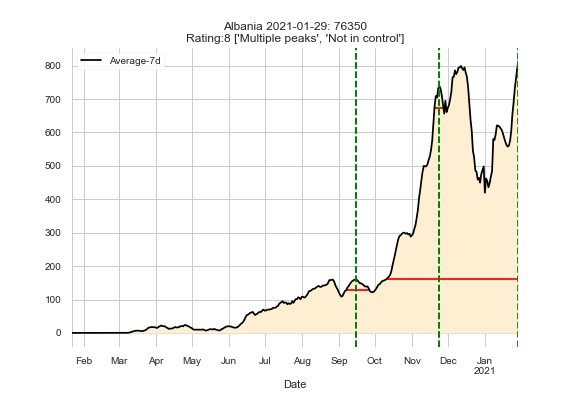 Albania 2021-01-29: 76350
Rating:8 ['Multiple peaks', 'Not in control']
Average-7d
800
700
600
500
400
300
200
100
0
Feb Mar Apr May Jun Jul Aug Sep Oct Nov Dec Jan
2021
Date